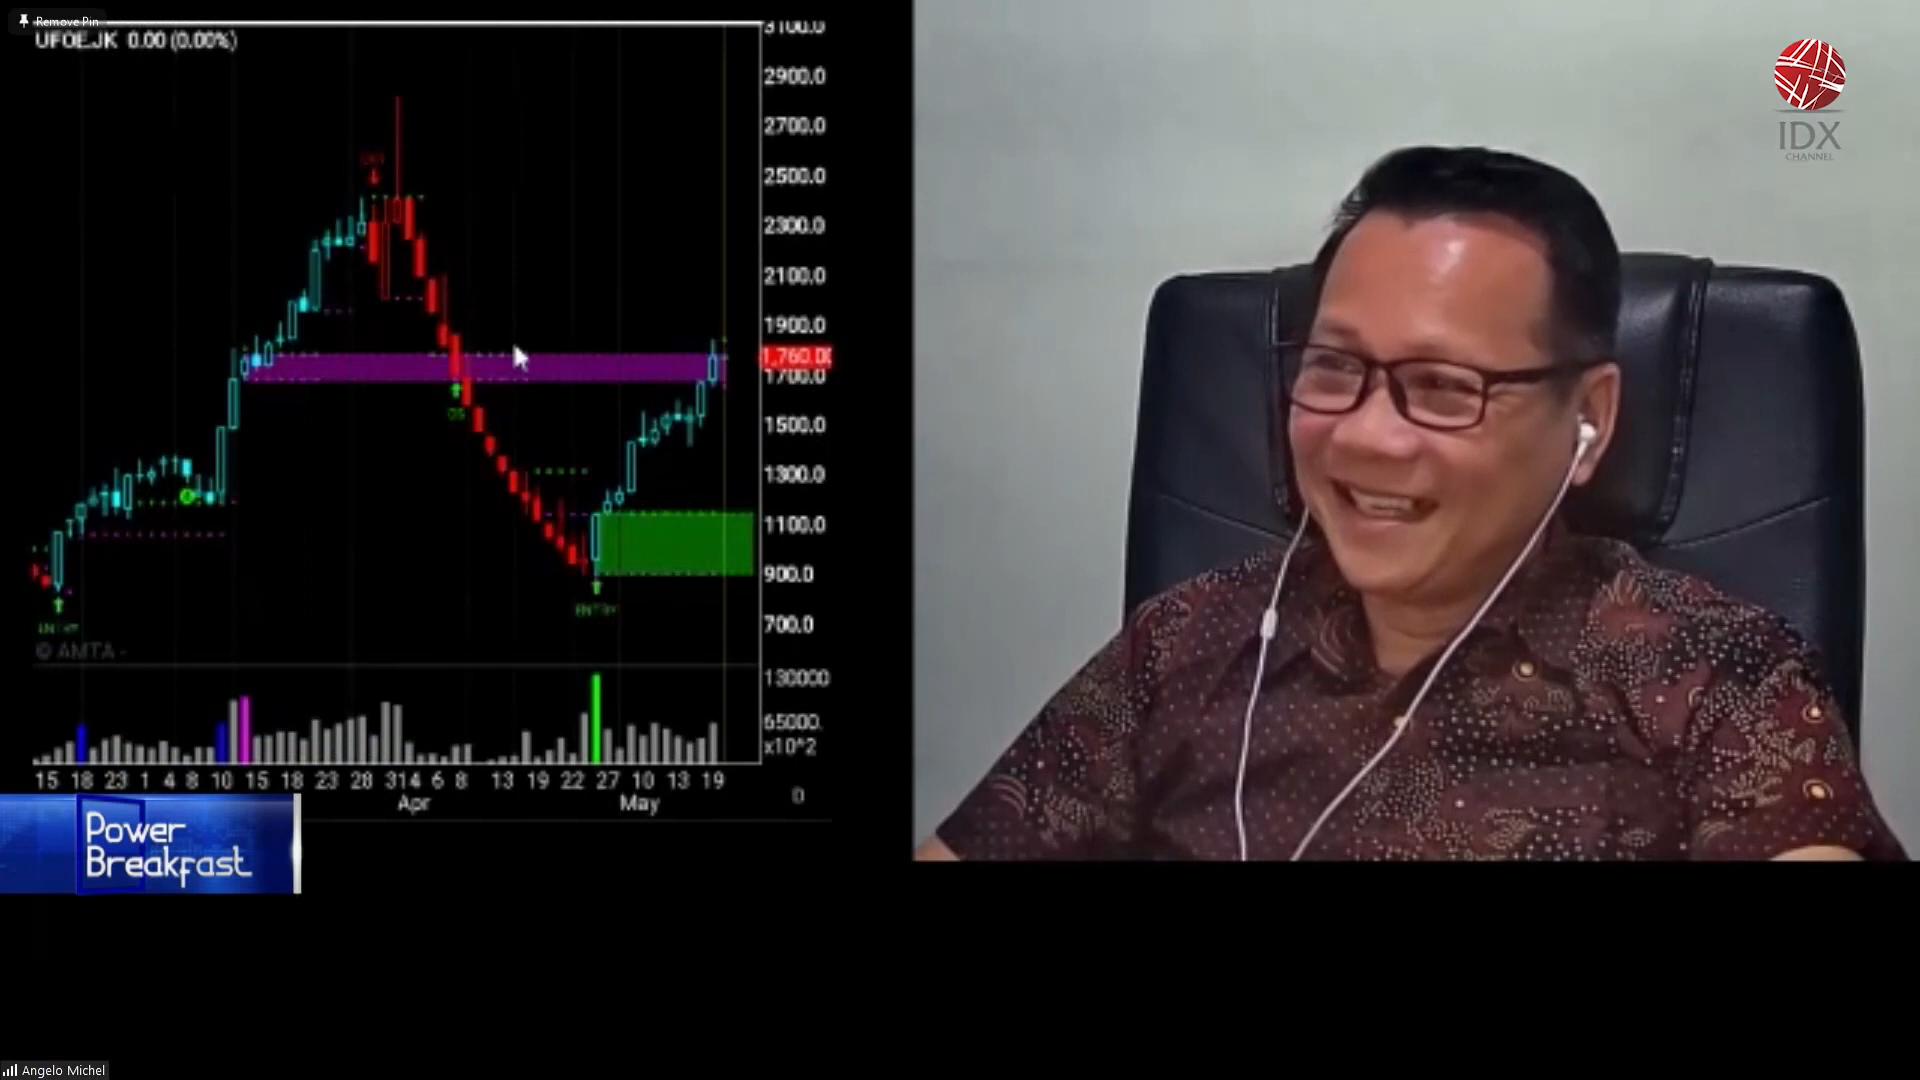 Remove Pin
UFOE.JK 0.00 (0.00%)
3100.0
2900.0
2700.0
2500.0
2300.0
2100.0
1900.0
1,760.00
1700.0
1500.0
1300.0
1100.0
900.0
700.0
ENTRY
ENTRY
© AMTA -
130000
65000.
x10^2
15 18 23 1 4 8 10 15 18 23 28 314 6 8 13 19 22 27 10 13 19
Apr May
IDX
CHANNEL
Power
Breakfast
Angelo Michel